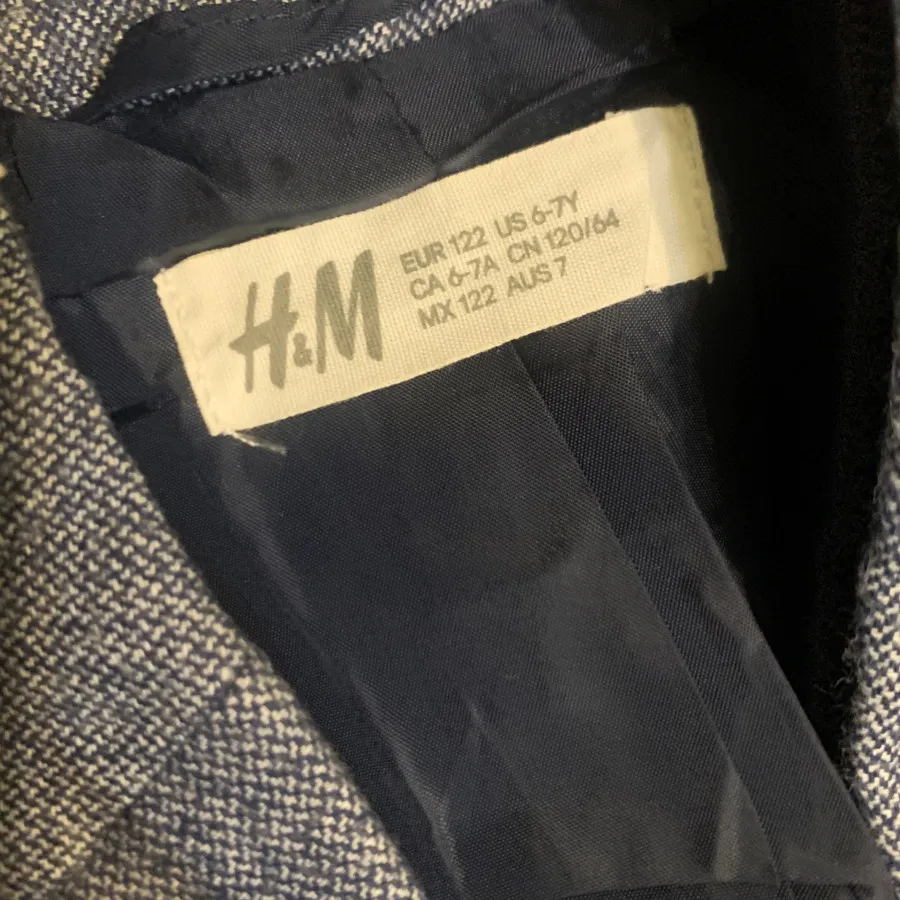 H&M
EUR 122 US 6-7Y
CA 6-7A CN 120/64
MX 122 AUS 7